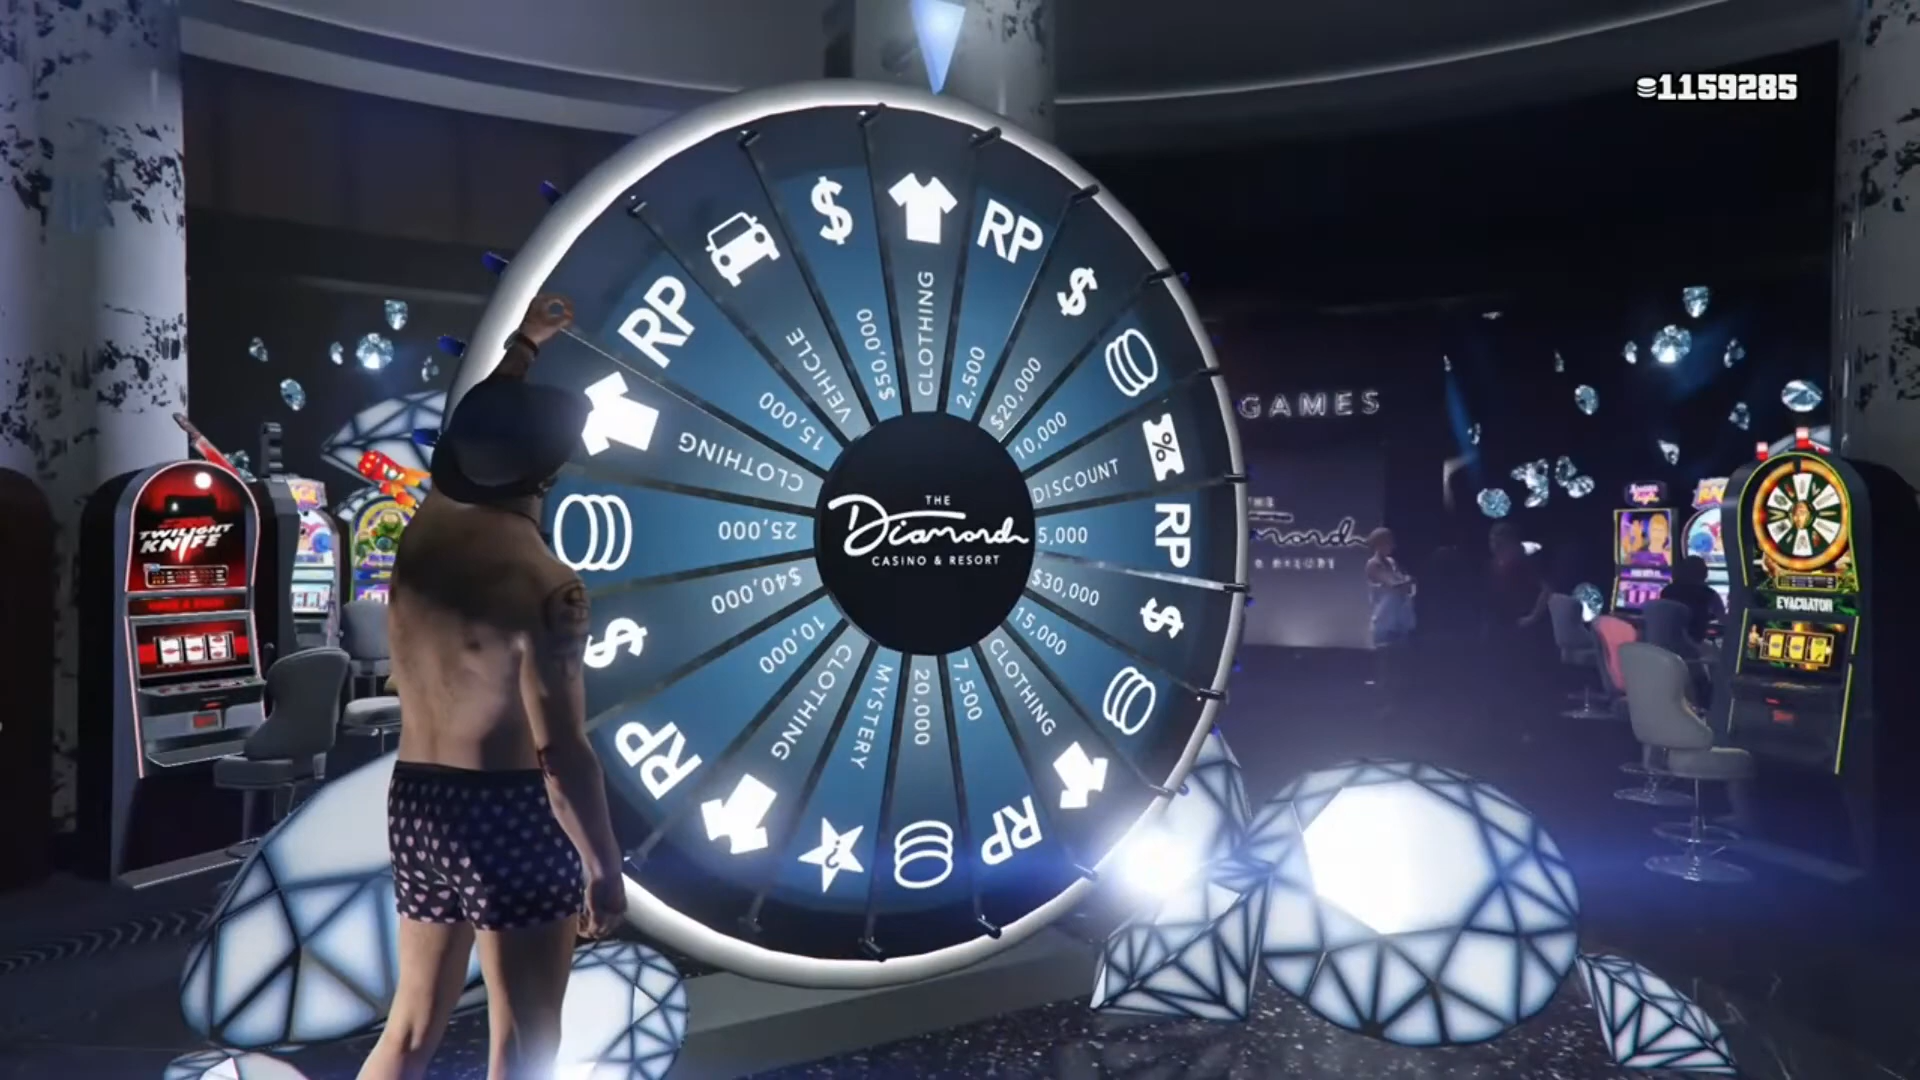 1159285
CLOTHING
RP
2,500
$
$20,000
10,000
%
DISCOUNT
RP
5,000
$
$30,000
15,000
CLOTHING
RP
7,500
20,000
?
MYSTERY
CLOTHING
RP
10,000
$
$40,000
25,000
CLOTHING
RP
15,000
VEHICLE
$
$50,000
THE
Diamond
CASINO & RESORT
GAMES
TWILIGHT
KNIFE
EVACUATOR